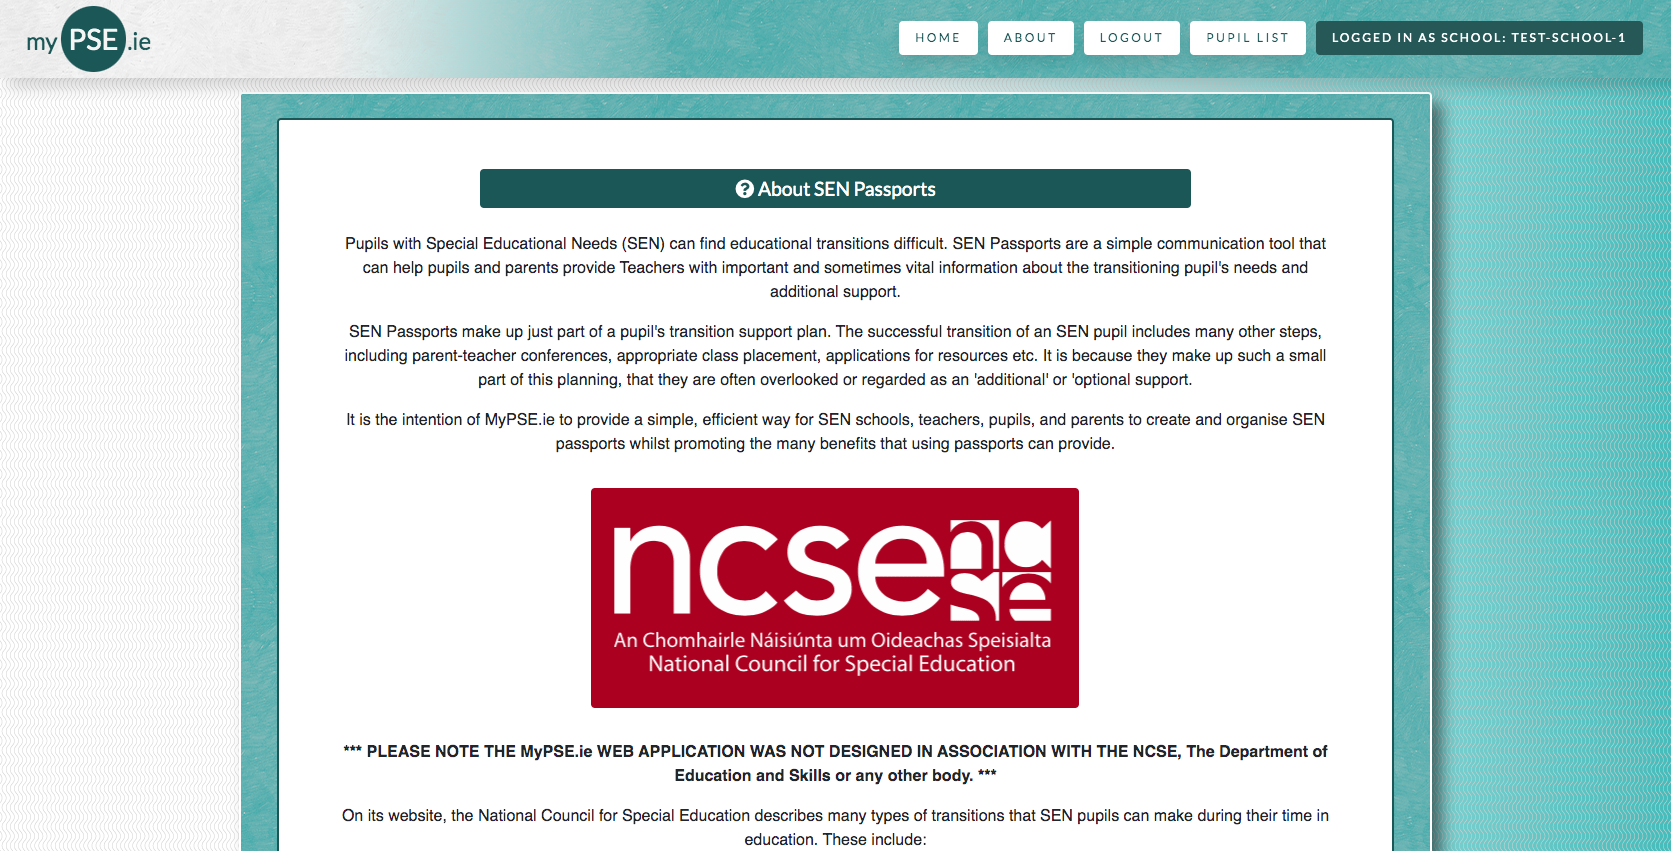 my PSE .ie
HOME ABOUT LOGOUT PUPIL LIST LOGGED IN AS SCHOOL: TEST-SCHOOL-1
About SEN Passports
Pupils with Special Educational Needs (SEN) can find educational transitions difficult. SEN Passports are a simple communication tool that
can help pupils and parents provide Teachers with important and sometimes vital information about the transitioning pupil's needs and
additional support.
SEN Passports make up just part of a pupil's transition support plan. The successful transition of an SEN pupil includes many other steps,
including parent-teacher conferences, appropriate class placement, applications for resources etc. It is because they make up such a small
part of this planning, that they are often overlooked or regarded as an 'additional' or 'optional support.
It is the intention of MyPSE.ie to provide a simple, efficient way for SEN schools, teachers, pupils, and parents to create and organise SEN
passports whilst promoting the many benefits that using passports can provide.
ncse nc
se
An Chomhairle Náisiúnta um Oideachas Speisialta
National Council for Special Education
*** PLEASE NOTE THE MyPSE.ie WEB APPLICATION WAS NOT DESIGNED IN ASSOCIATION WITH THE NCSE, The Department of
Education and Skills or any other body. ***
On its website, the National Council for Special Education describes many types of transitions that SEN pupils can make during their time in
education. These include: